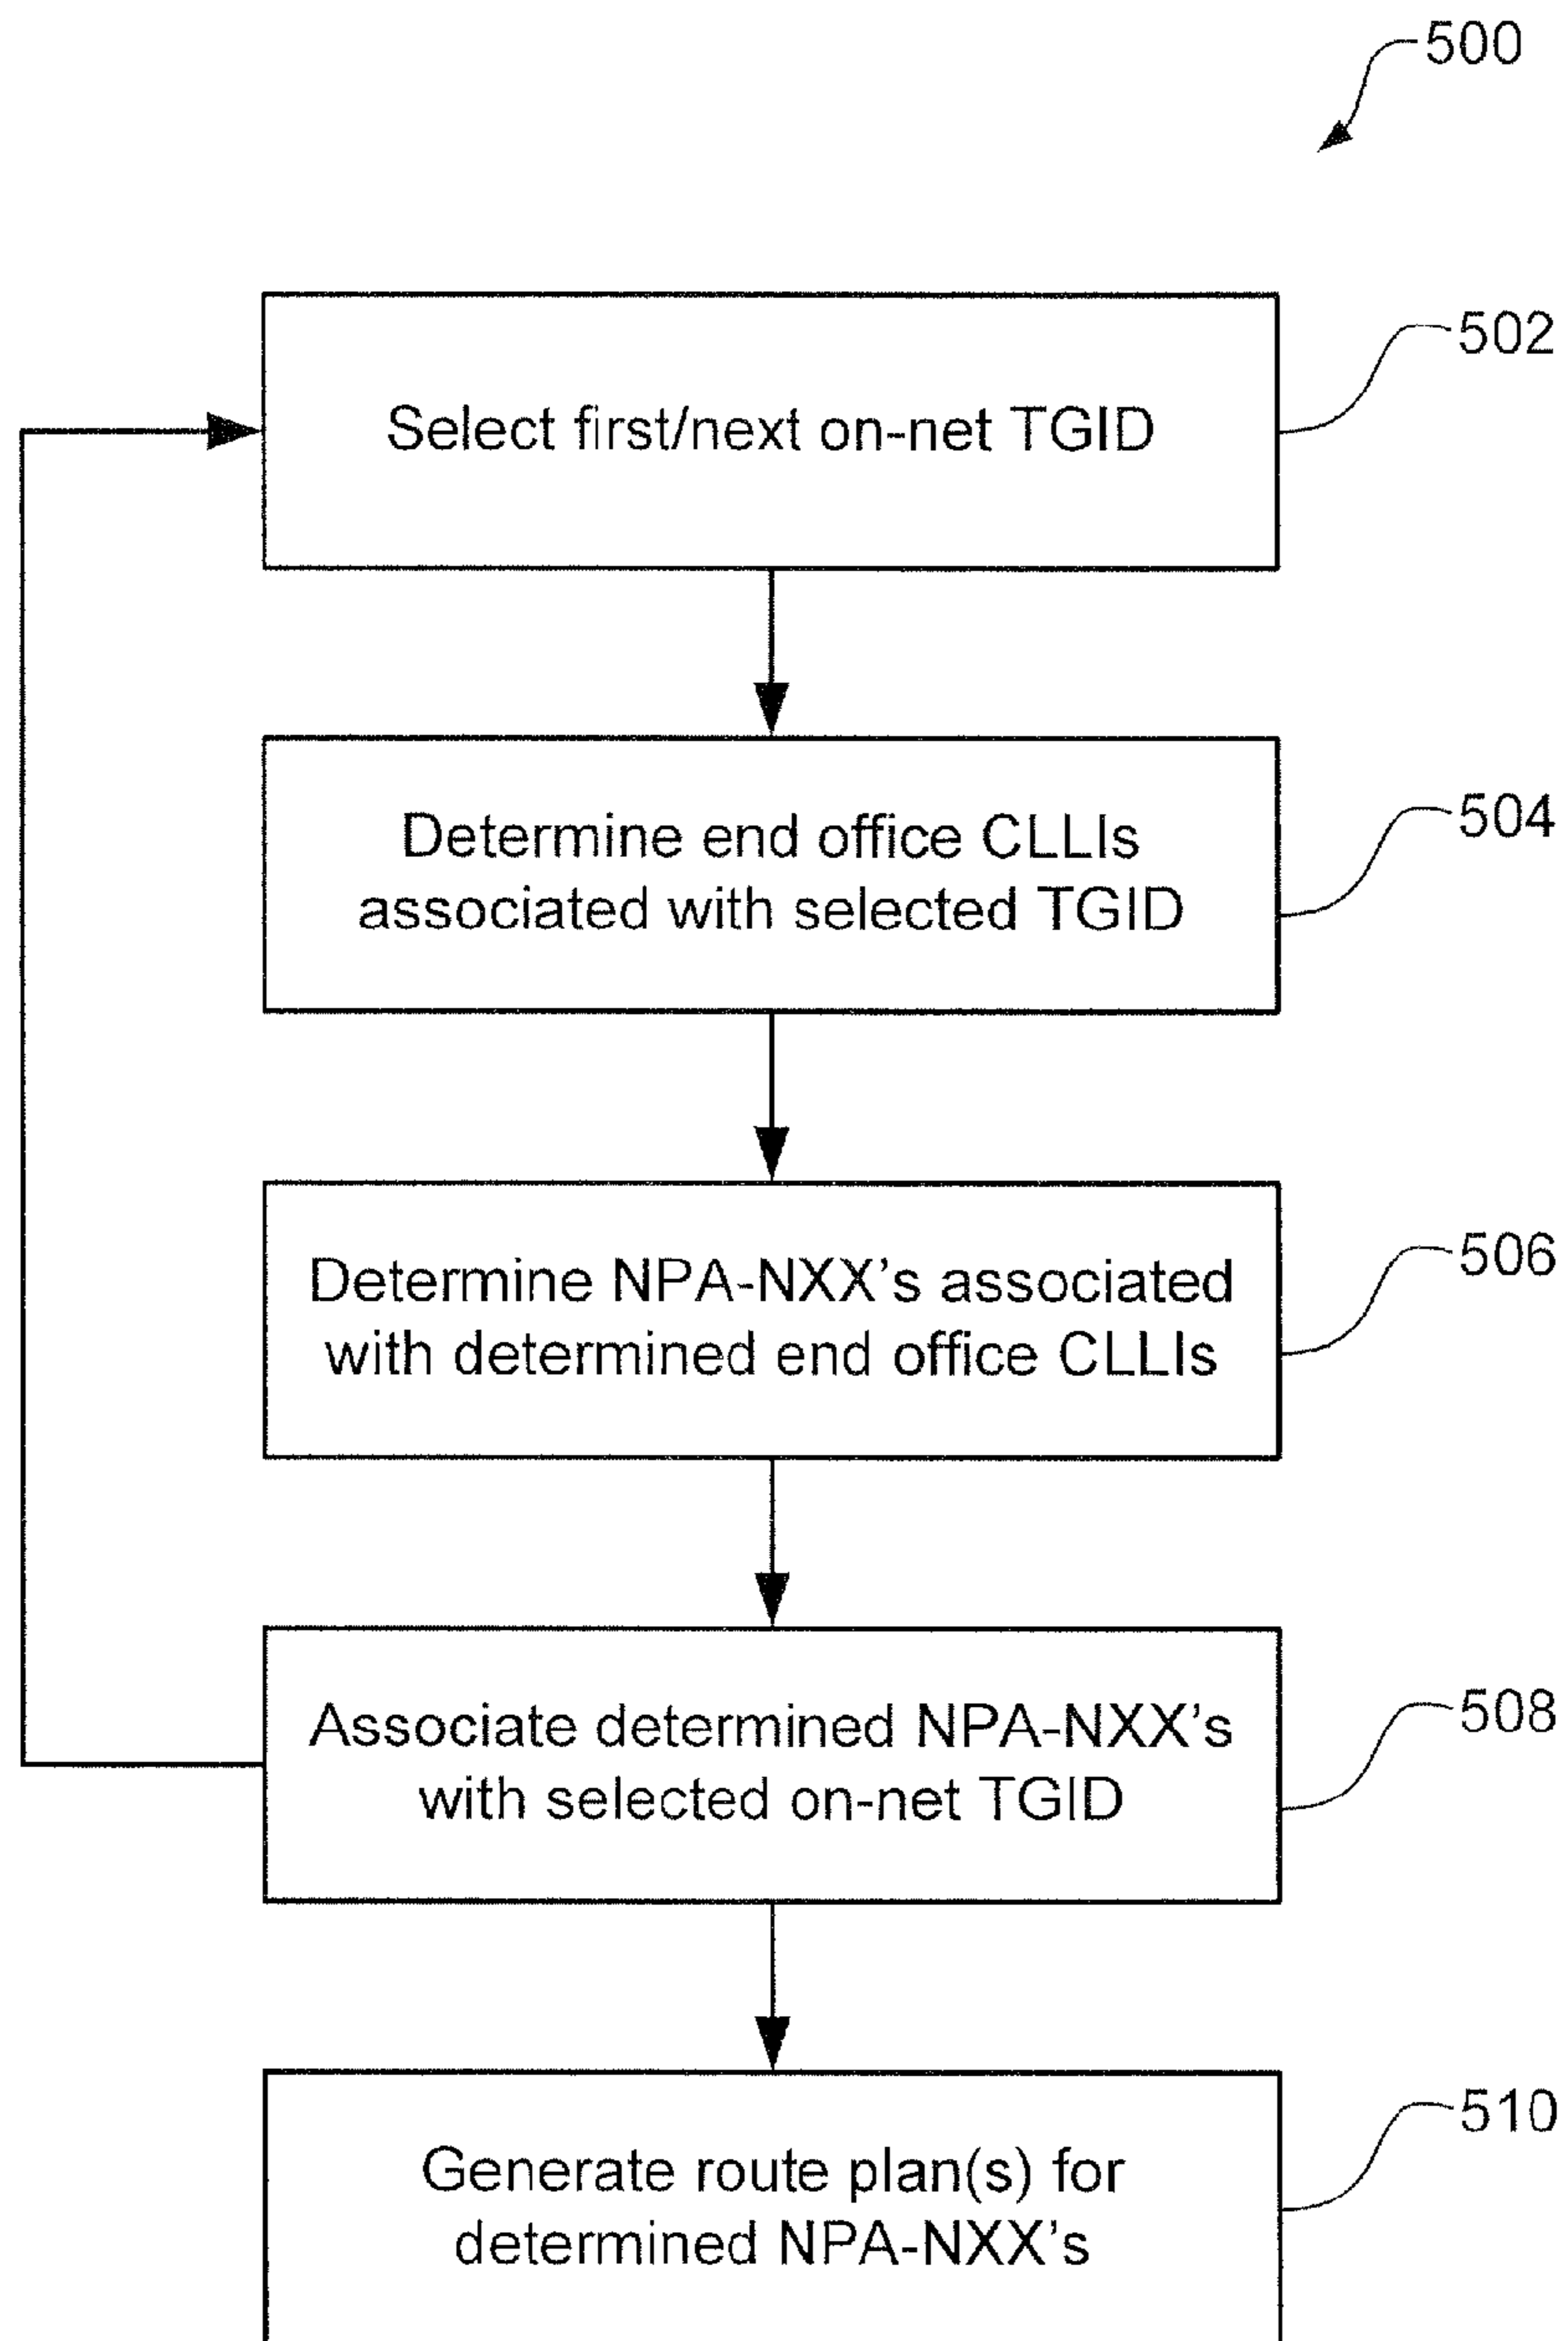 500
502
Select first/next on-net TGID
504
Determine end office CLLIs
associated with selected TGID
506
Determine NPA-NXX's associated
with determined end office CLLIs
508
Associate determined NPA-NXX's
with selected on-net TGID
510
Generate route plan(s) for
determined NPA-NXX's